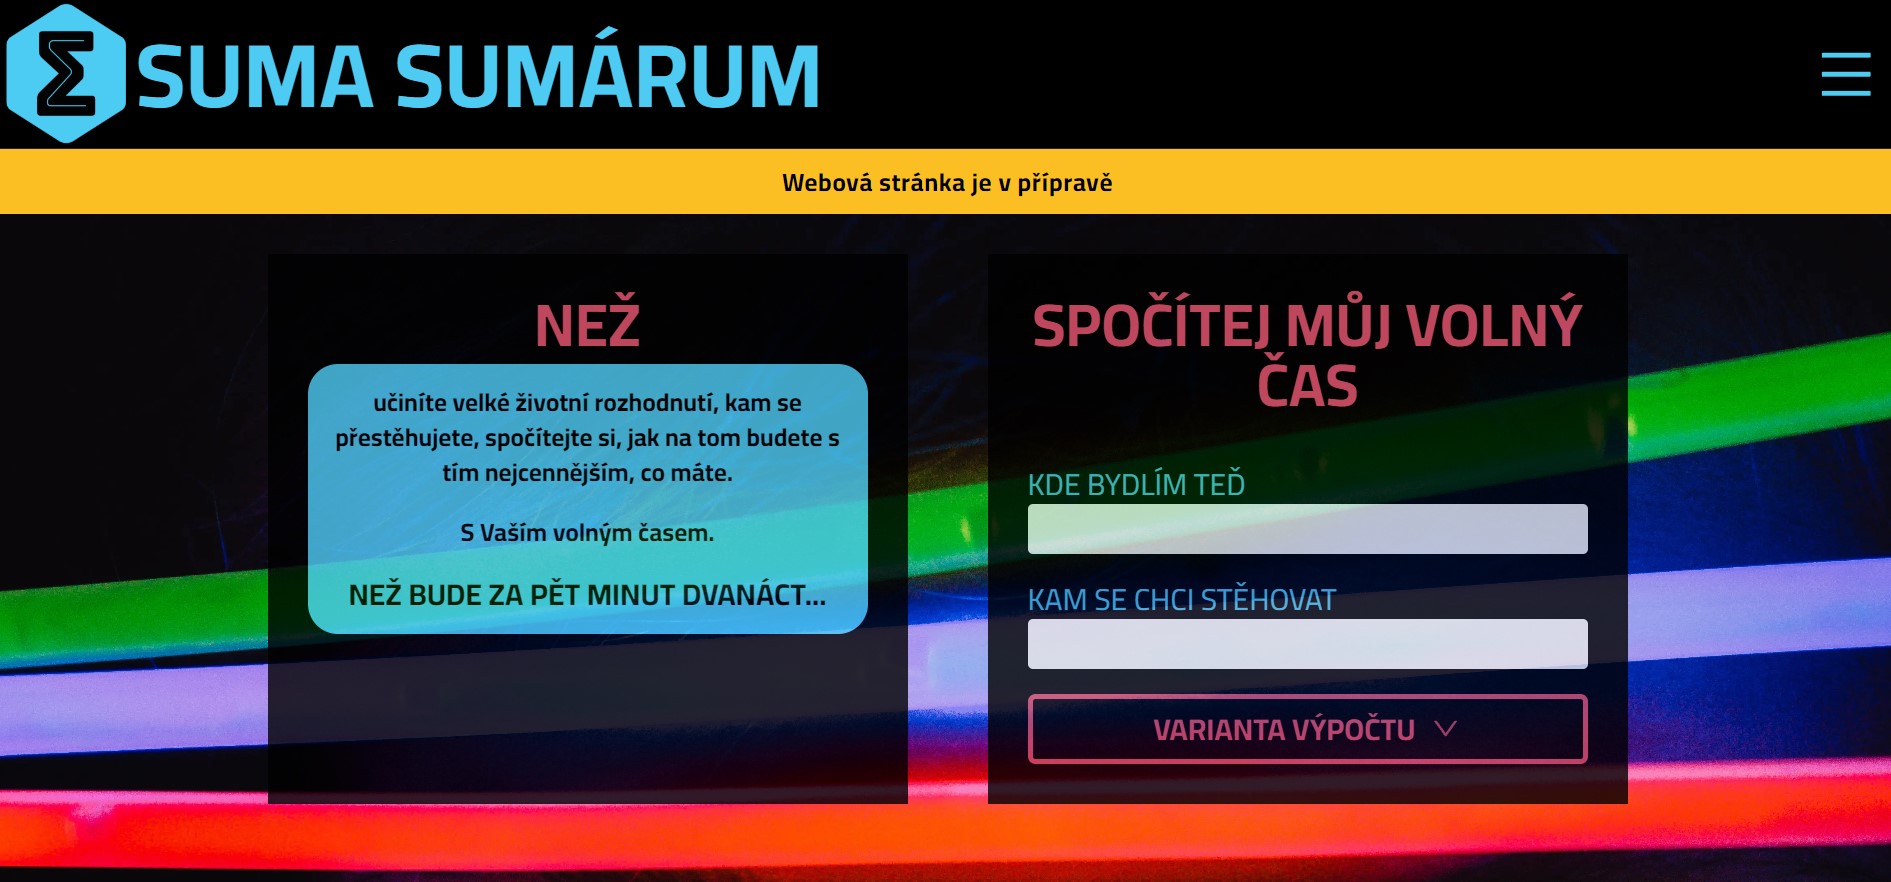 Σ SUMA SUMÁRUM
Webová stránka je v přípravě
NEŽ
učiníte velké životní rozhodnutí, kam se
přestěhujete, spočítejte si, jak na tom budete s
tím nejcennějším, co máte.
S Vaším volným časem.
NEŽ BUDE ZA PĚT MINUT DVANÁCT...
SPOČÍTEJ MŮJ VOLNÝ
ČAS
KDE BYDLÍM TEĎ
KAM SE CHCI STĚHOVAT
VARIANTA VÝPOČTU